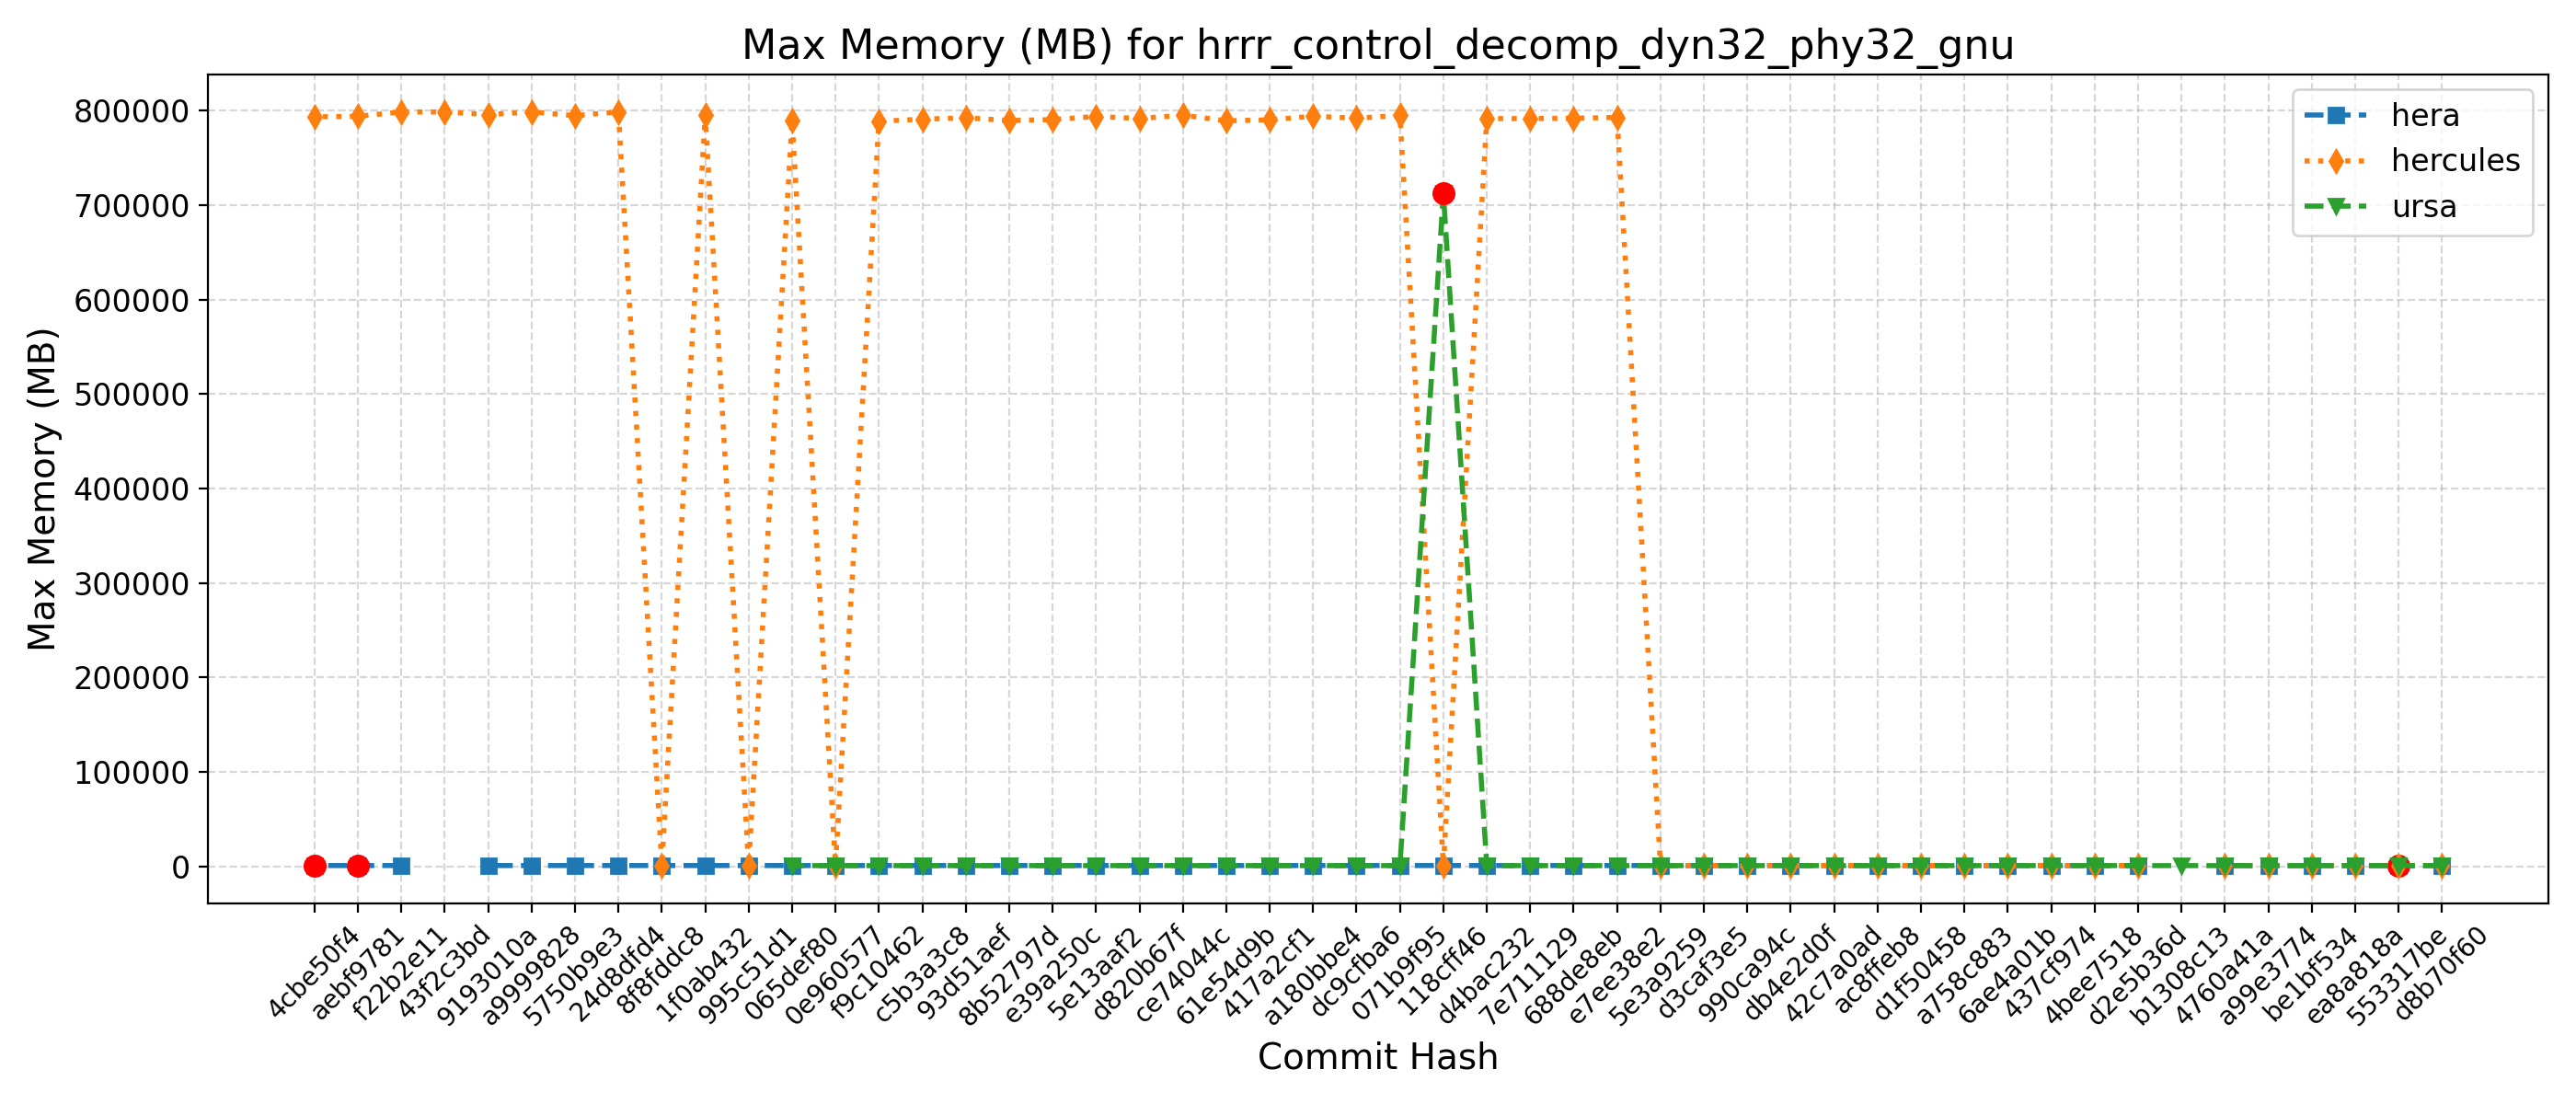 Max Memory (MB) for hrrr_control_decomp_dyn32_phy32_gnu
hera
hercules
ursa
Max Memory (MB)
800000
700000
600000
500000
400000
300000
200000
100000
0
4cbe50f4
aebf9781
f22b2e11
43f2c3bd
9193010a
a9999828
5750b9e3
24d8dfd4
8f8fddc8
1f0ab432
995c51d1
065def80
0e960577
f9c10462
c5b3a3c8
93d51aef
8b52797d
e39a250c
5e13aaf2
d820b67f
ce74044c
61e54d9b
417a2cf1
a180bbe4
dc9cfba6
071b9f95
118cff46
d4bac232
7e711129
688de8eb
e7ee38e2
5e3a9259
d3caf3e5
990ca94c
db4e2d0f
42c7a0ad
ac8ffeb8
d1f50458
a758c883
6ae4a01b
437cf974
4bee7518
d2e5b36d
b1308c13
4760a41a
a99e3774
be1bf534
ea8a818a
553317be
d8b70f60
Commit Hash